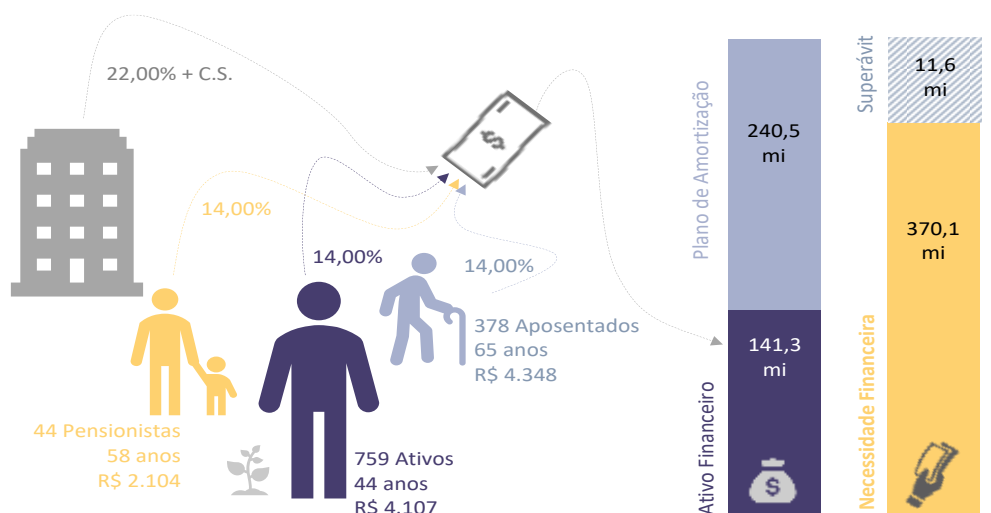 22,00% + C.S.
14,00%
14,00%
14,00%
$
378 Aposentados
65 anos
R$ 4.348
44 Pensionistas
58 anos
R$ 2.104
759 Ativos
44 anos
R$ 4.107
Plano de Amortização
240,5
mi
Ativo Financeiro
141,3
mi
$
Superávit
11,6
mi
Necessidade Financeira
370,1
mi